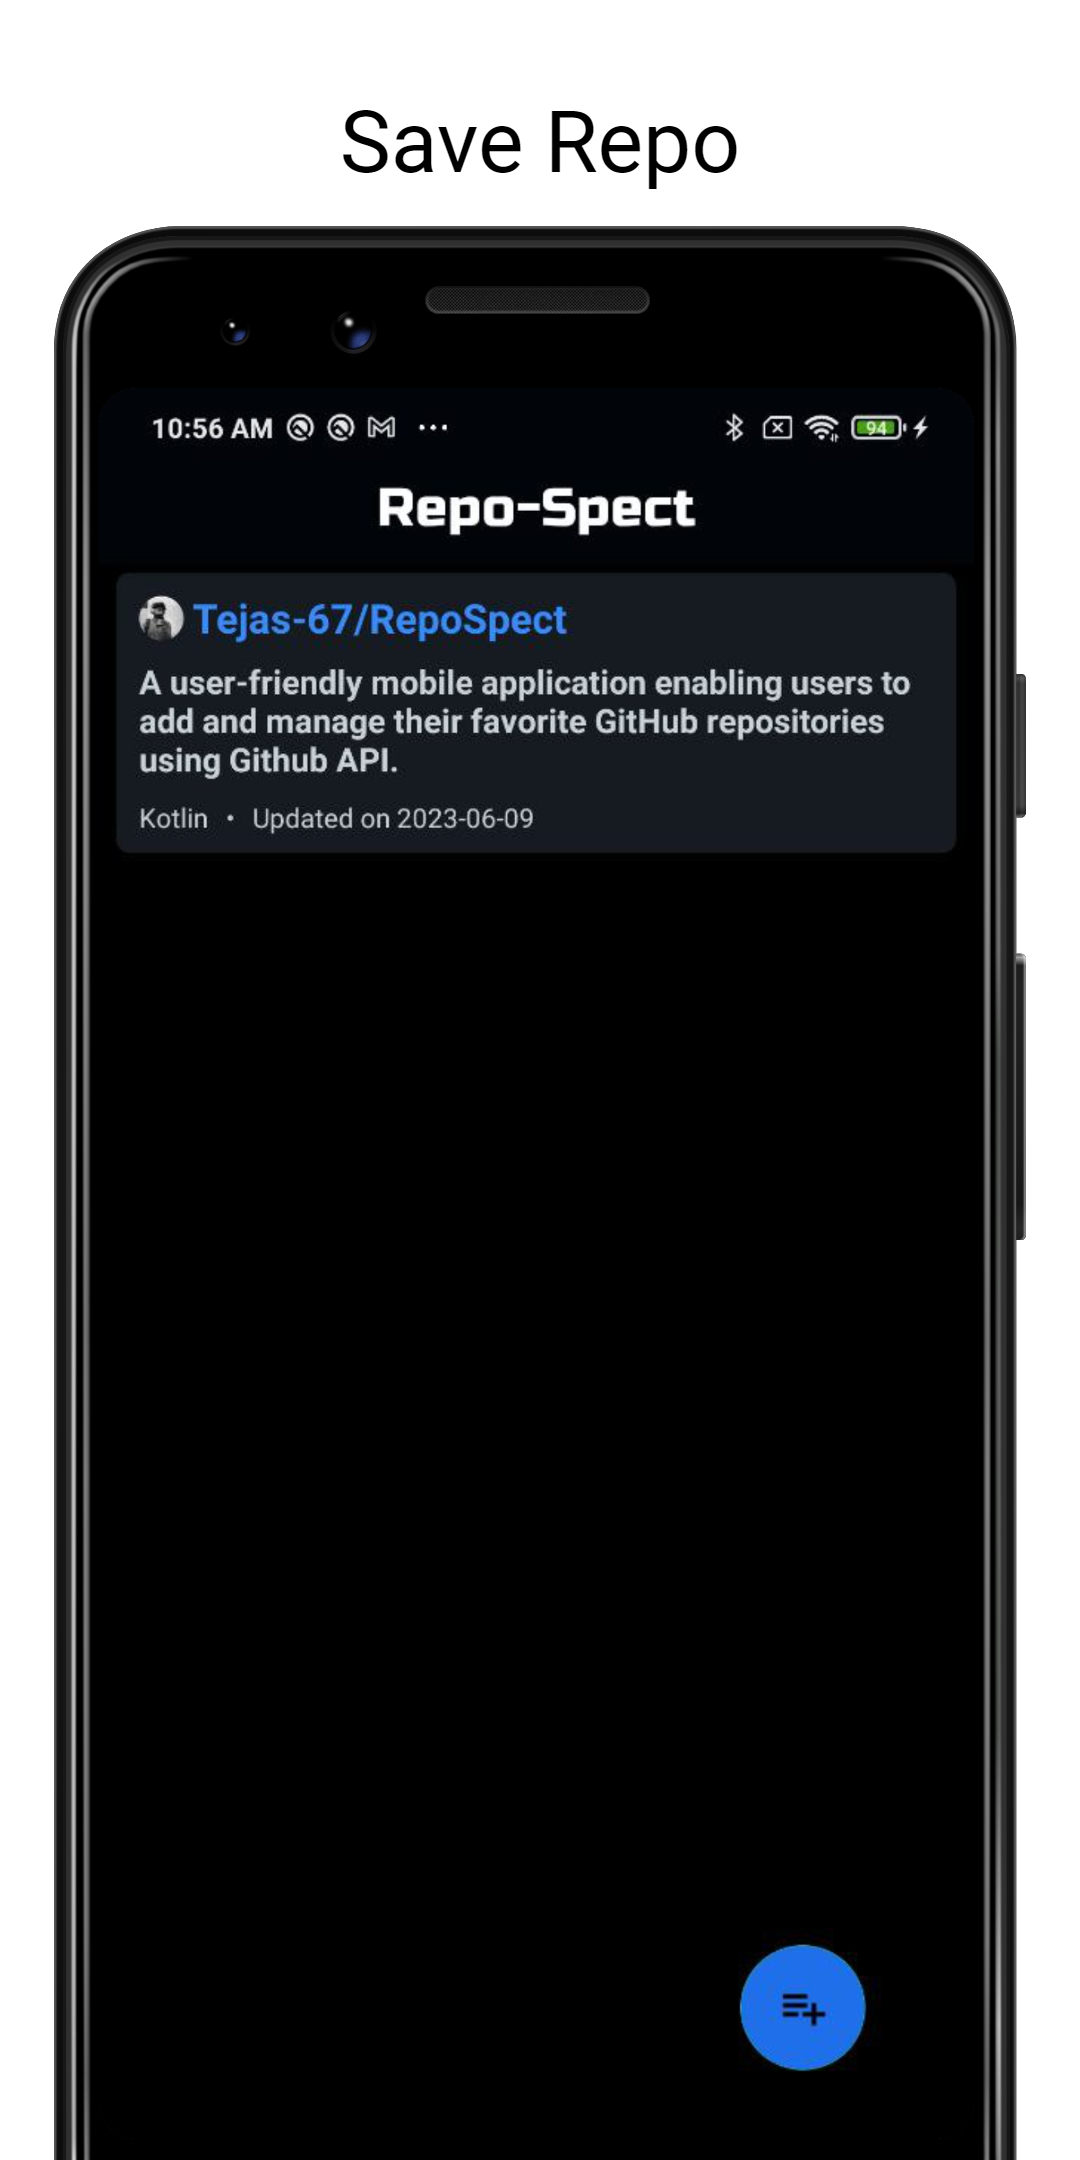 Save Repo
10:56 AM
94
Repo-Spect
Tejas-67/RepoSpect
A user-friendly mobile application enabling users to
add and manage their favorite GitHub repositories
using Github API.
Kotlin • Updated on 2023-06-09